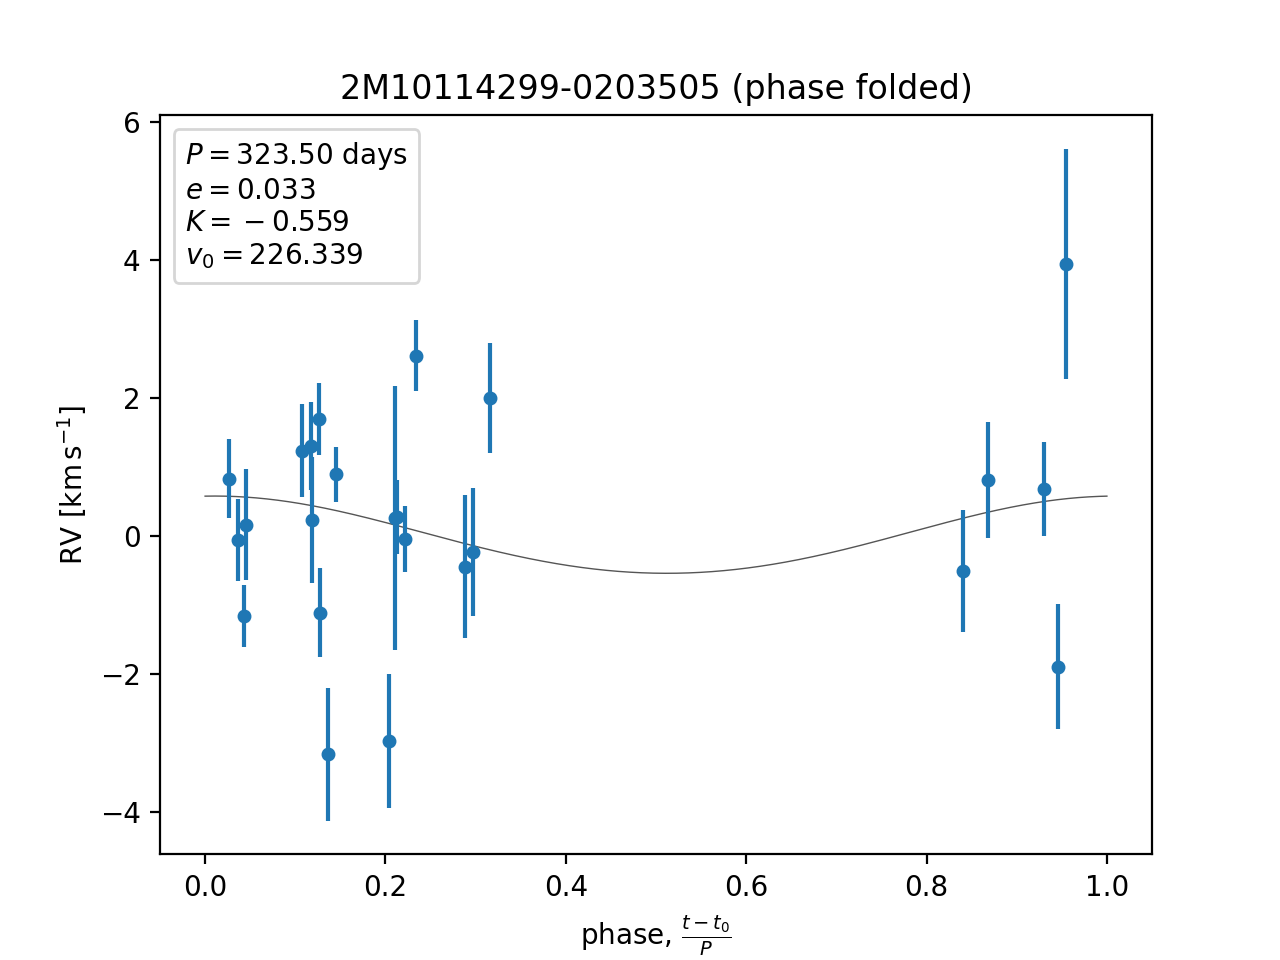 2M10114299-0203505 (phase folded)
P = 323.50 days
e = 0.033
K = −0.559
v₀ = 226.339
6
4
2
0
−2
−4
RV [km s⁻¹]
0.0 0.2 0.4 0.6 0.8 1.0
phase, (t − t₀)/P